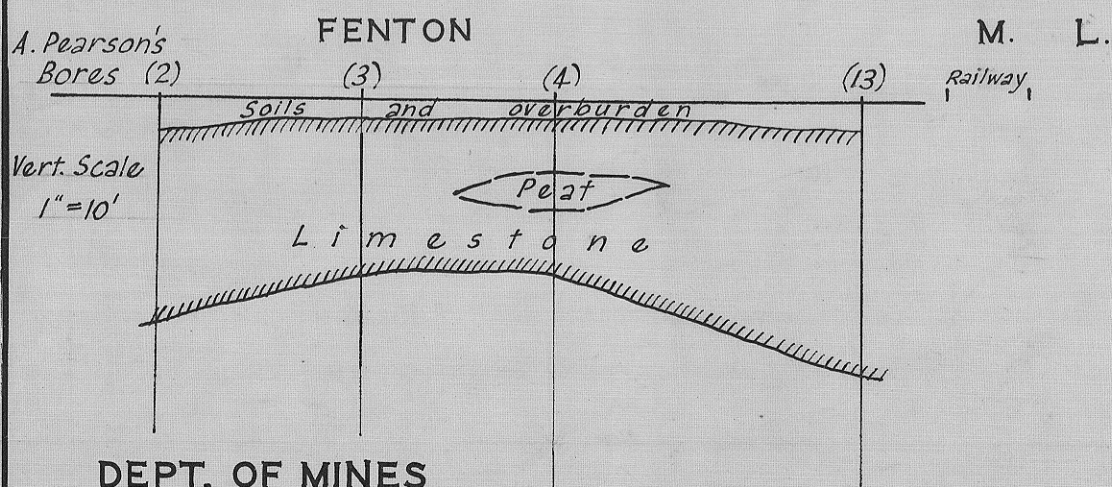 FENTON M. L.
A. Pearson's
Bores (2) (3) (4) (13) Railway
Soils and overburden
Vert. Scale
Peat
1"=10'
Limestone
DEPT. OF MINES